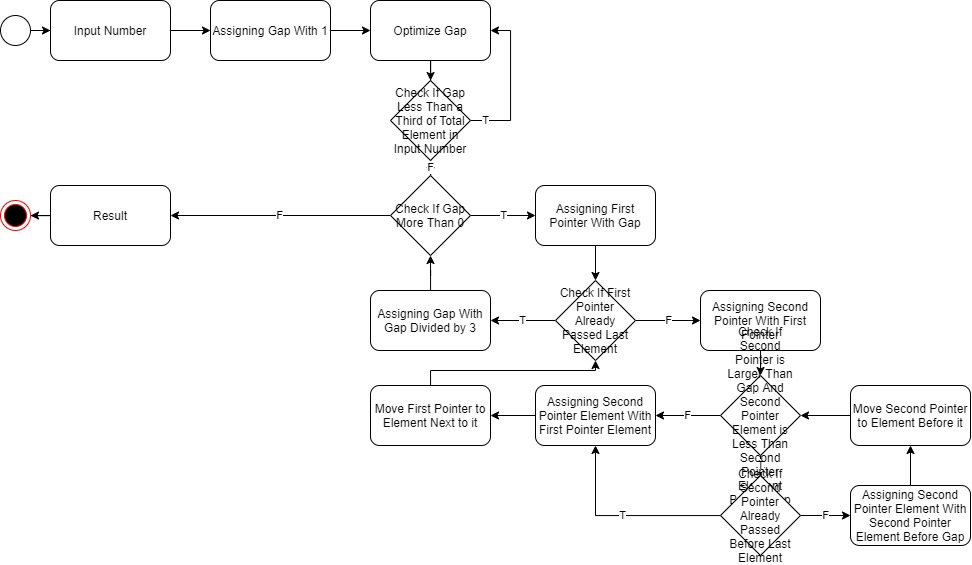 Input Number
Assigning Gap With 1
Optimize Gap
Check If Gap
Less Than a
Third of Total
Element in
Input Number
T
F
Result
F
Check If Gap
More Than 0
T
Assigning First
Pointer With Gap
Assigning Gap With
Gap Divided by 3
T
Check If First
Pointer
Already
Passed Last
Element
F
Assigning Second
Pointer With First
Pointer
Check If
Second
Pointer is
Larger Than
Gap And
Second
Pointer
Element is
Less Than
Second
Pointer
Move First Pointer to
Element Next to it
Assigning Second
Pointer Element With
First Pointer Element
F
Move Second Pointer
to Element Before it
Check If
Second
Pointer
Already
Passed
Before Last
Element
T
F
Assigning Second
Pointer Element With
Second Pointer
Element Before Gap